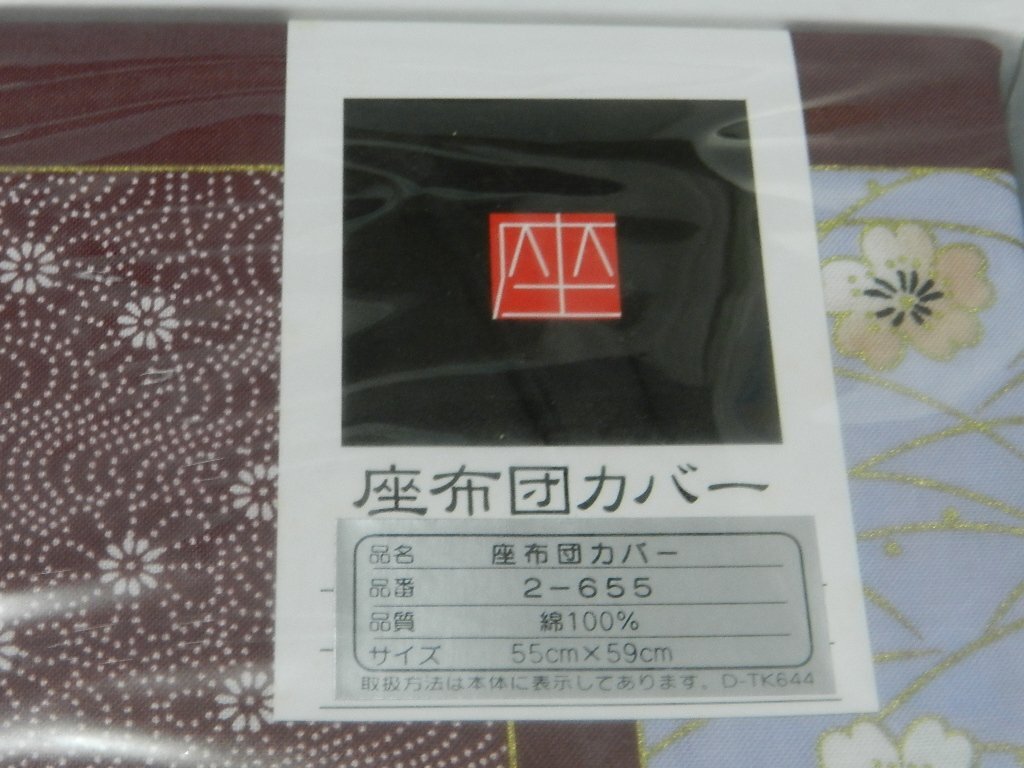 座
座布団カバー
品名 座布団カバー
品番 2-655
品質 綿100%
サイズ 55cm×59cm
取扱方法は本体に表示してあります。D-TK644